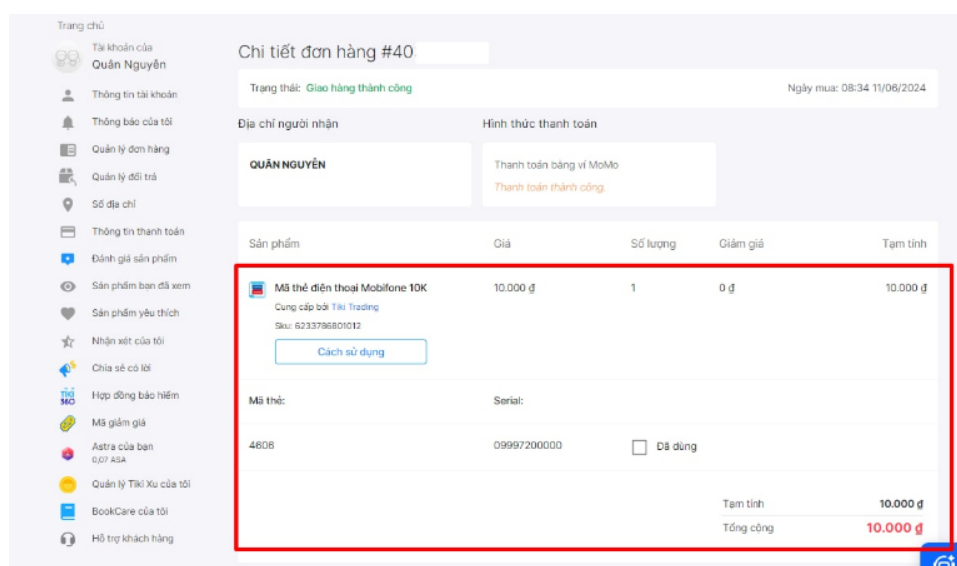 Trang chủ
Tài khoản của
Quân Nguyễn
Thông tin tài khoản
Thông báo của tôi
Quản lý đơn hàng
Quản lý đổi trả
Sổ địa chỉ
Thông tin thanh toán
Đánh giá sản phẩm
Sản phẩm bạn đã xem
Sản phẩm yêu thích
Nhận xét của tôi
Chia sẻ có lời
Hợp đồng bảo hiểm
Mã giảm giá
Astra của bạn
0,07 ASA
Quản lý Tiki Xu của tôi
BookCare của tôi
Hỗ trợ khách hàng
TIKI
360
Chi tiết đơn hàng #40
Trạng thái: Giao hàng thành công Ngày mua: 08:34 11/06/2024
Địa chỉ người nhận Hình thức thanh toán
QUÂN NGUYỄN Thanh toán bằng ví MoMo
Thanh toán thành công.
Sản phẩm Giá Số lượng Giảm giá Tạm tính
Mã thẻ điện thoại Mobifone 10K 10.000 ₫ 1 0 ₫ 10.000 ₫
Cung cấp bởi Tiki Trading
Sku: 6233786801012
Cách sử dụng
Mã thẻ: Serial:
4606 09997200000 Đã dùng
Tạm tính 10.000 ₫
Tổng cộng 10.000 ₫